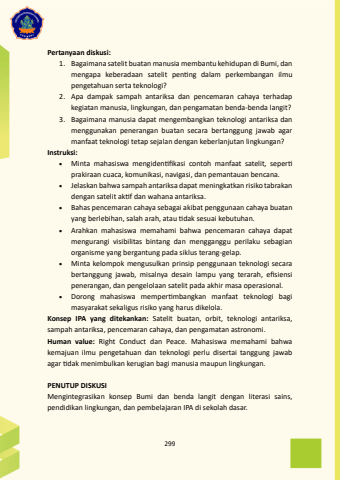 Pertanyaan diskusi:
1. Bagaimana satelit buatan manusia membantu kehidupan di Bumi, dan
mengapa keberadaan satelit penting dalam perkembangan ilmu
pengetahuan serta teknologi?
2. Apa dampak sampah antariksa dan pencemaran cahaya terhadap
kegiatan manusia, lingkungan, dan pengamatan benda-benda langit?
3. Bagaimana manusia dapat mengembangkan teknologi antariksa dan
menggunakan penerangan buatan secara bertanggung jawab agar
manfaat teknologi tetap sejalan dengan keberlanjutan lingkungan?
Instruksi:
• Minta mahasiswa mengidentifikasi contoh manfaat satelit, seperti
prakiraan cuaca, komunikasi, navigasi, dan pemantauan bencana.
• Jelaskan bahwa sampah antariksa dapat meningkatkan risiko tabrakan
dengan satelit aktif dan wahana antariksa.
• Bahas pencemaran cahaya sebagai akibat penggunaan cahaya buatan
yang berlebihan, salah arah, atau tidak sesuai kebutuhan.
• Arahkan mahasiswa memahami bahwa pencemaran cahaya dapat
mengurangi visibilitas bintang dan mengganggu perilaku sebagian
organisme yang bergantung pada siklus terang-gelap.
• Minta kelompok mengusulkan prinsip penggunaan teknologi secara
bertanggung jawab, misalnya desain lampu yang terarah, efisiensi
penerangan, dan pengelolaan satelit pada akhir masa operasional.
• Dorong mahasiswa mempertimbangkan manfaat teknologi bagi
masyarakat sekaligus risiko yang harus dikelola.
Konsep IPA yang ditekankan: Satelit buatan, orbit, teknologi antariksa,
sampah antariksa, pencemaran cahaya, dan pengamatan astronomi.
Human value: Right Conduct dan Peace. Mahasiswa memahami bahwa
kemajuan ilmu pengetahuan dan teknologi perlu disertai tanggung jawab
agar tidak menimbulkan kerugian bagi manusia maupun lingkungan.
PENUTUP DISKUSI
Mengintegrasikan konsep Bumi dan benda langit dengan literasi sains,
pendidikan lingkungan, dan pembelajaran IPA di sekolah dasar.
299